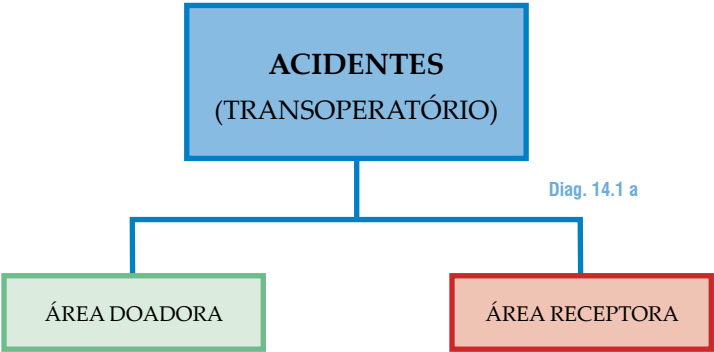 ACIDENTES
(TRANSOPERATÓRIO)
Diag. 14.1 a
ÁREA DOADORA
ÁREA RECEPTORA